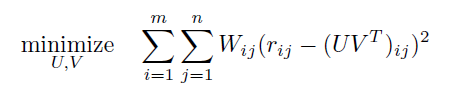 minimize_{U,V} \sum_{i=1}^{m} \sum_{j=1}^{n} W_{ij}(r_{ij} − (UV^T)_{ij})^2